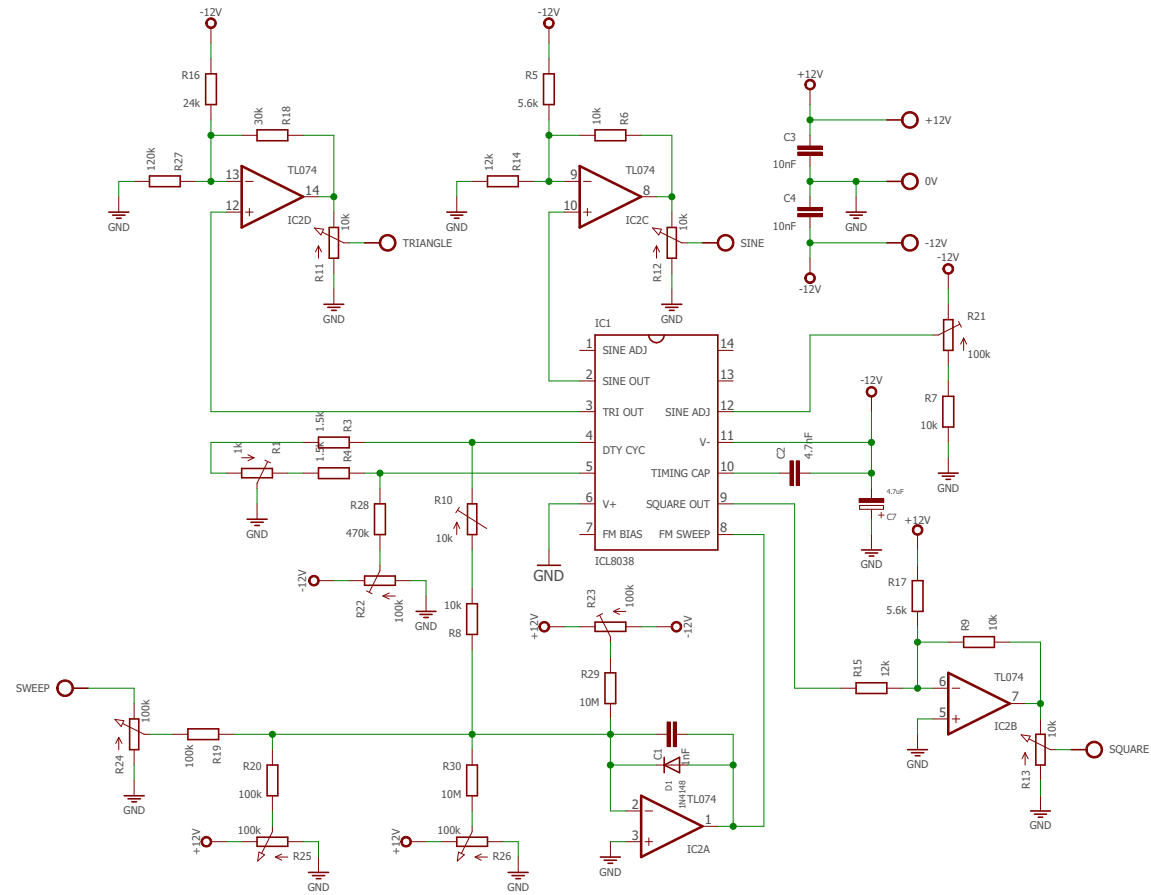 -12V
R16
24k
30k
R18
120k
R27
13
12
14
TL074
IC2D
GND
10k
R11
TRIANGLE
GND
-12V
R5
5.6k
10k
R6
12k
R14
9
10
8
TL074
IC2C
GND
10k
R12
SINE
GND
+12V
C3
10nF
C4
10nF
-12V
GND
+12V
0V
-12V
-12V
R21
100k
R7
10k
GND
IC1
1 SINE ADJ 14
2 SINE OUT 13
3 TRI OUT SINE ADJ 12
4 DTY CYC V- 11
5 TIMING CAP 10
6 V+ SQUARE OUT 9
7 FM BIAS FM SWEEP 8
ICL8038
GND
-12V
C2
4.7nF
4.7uF
+ C7
GND
1k
R1
1.5k
R3
1.5k
R4
GND
R28
470k
-12V
R22
100k
GND
R10
10k
10k
R8
R23
100k
+12V
-12V
R29
10M
+12V
R17
5.6k
R9
10k
R15
12k
6
5
7
TL074
IC2B
GND
10k
R13
SQUARE
GND
SWEEP
100k
R24
GND
100k
R19
R20
100k
+12V
100k
R25
GND
R30
10M
+12V
100k
R26
GND
C1
1nF
D1
1N4148
2
3
1
TL074
IC2A
GND